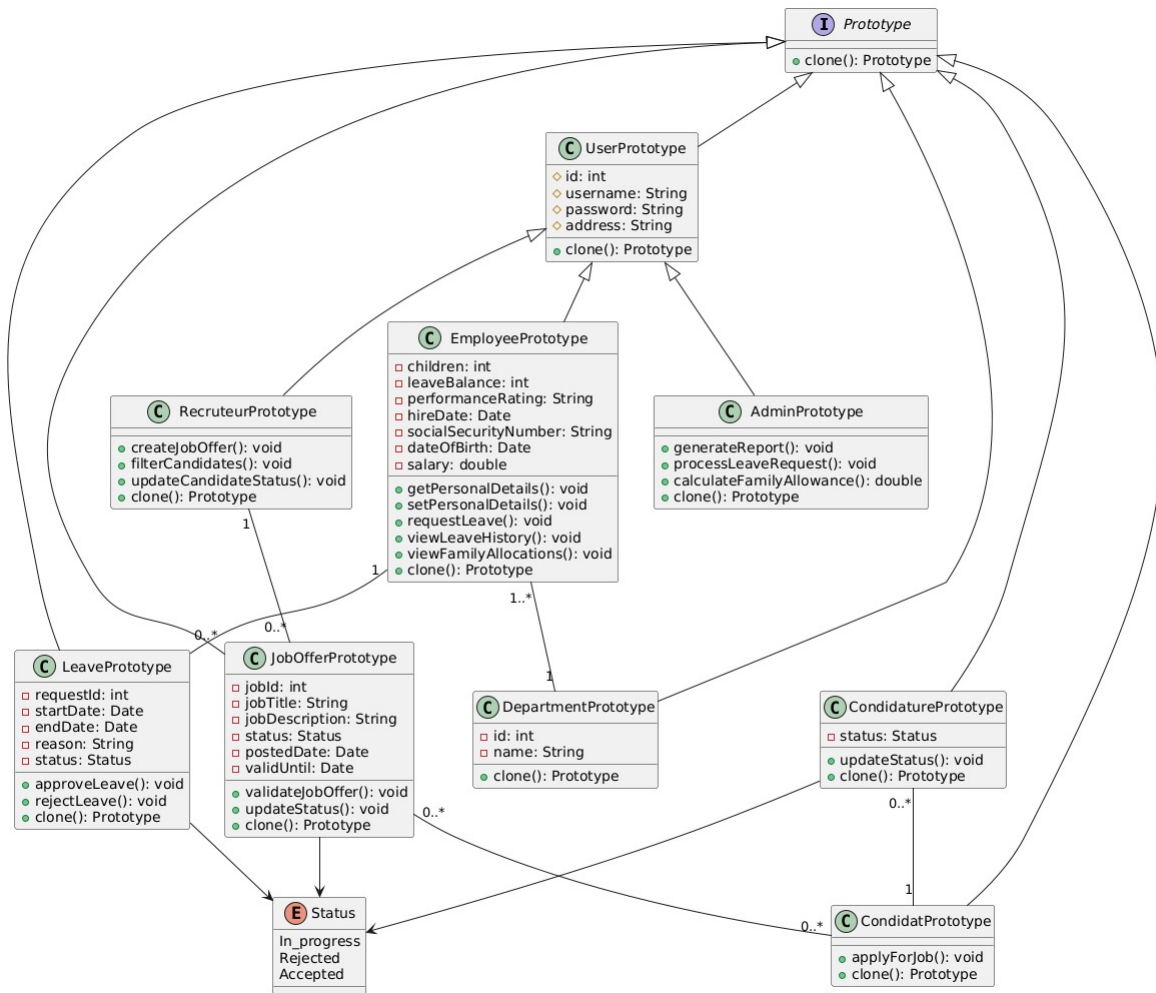 I Prototype
clone(): Prototype
C UserPrototype
id: int
username: String
password: String
address: String
clone(): Prototype
C RecruteurPrototype
createJobOffer(): void
filterCandidates(): void
updateCandidateStatus(): void
clone(): Prototype
C EmployeePrototype
children: int
leaveBalance: int
performanceRating: String
hireDate: Date
socialSecurityNumber: String
dateOfBirth: Date
salary: double
getPersonalDetails(): void
setPersonalDetails(): void
requestLeave(): void
viewLeaveHistory(): void
viewFamilyAllocations(): void
clone(): Prototype
C AdminPrototype
generateReport(): void
processLeaveRequest(): void
calculateFamilyAllowance(): double
clone(): Prototype
1
1
1..*
0..*
0..*
1
C LeavePrototype
requestId: int
startDate: Date
endDate: Date
reason: String
status: Status
approveLeave(): void
rejectLeave(): void
clone(): Prototype
C JobOfferPrototype
jobId: int
jobTitle: String
jobDescription: String
status: Status
postedDate: Date
validUntil: Date
validateJobOffer(): void
updateStatus(): void
clone(): Prototype
C DepartmentPrototype
id: int
name: String
clone(): Prototype
C CondidaturePrototype
status: Status
updateStatus(): void
clone(): Prototype
0..*
0..*
1
0..*
E Status
In_progress
Rejected
Accepted
C CondidatPrototype
applyForJob(): void
clone(): Prototype